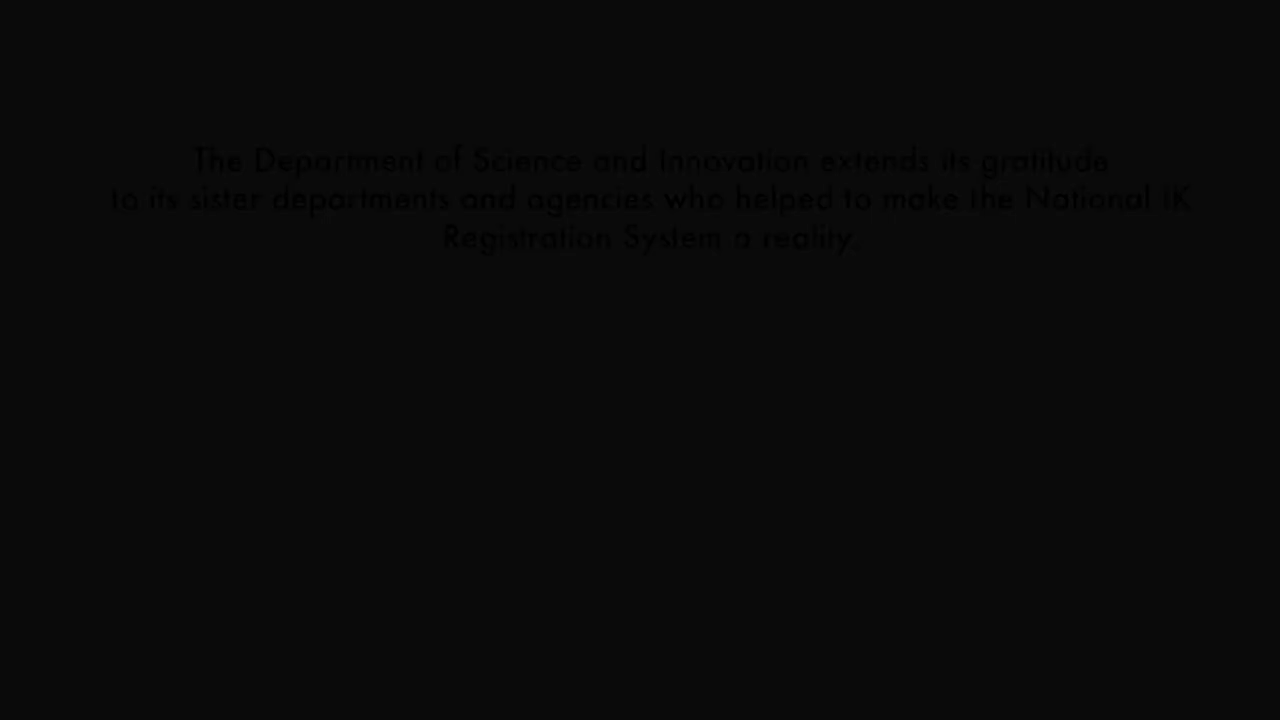 The Department of Science and Innovation extends its gratitude
to its sister departments and agencies who helped to make the National IK
Registration System a reality.